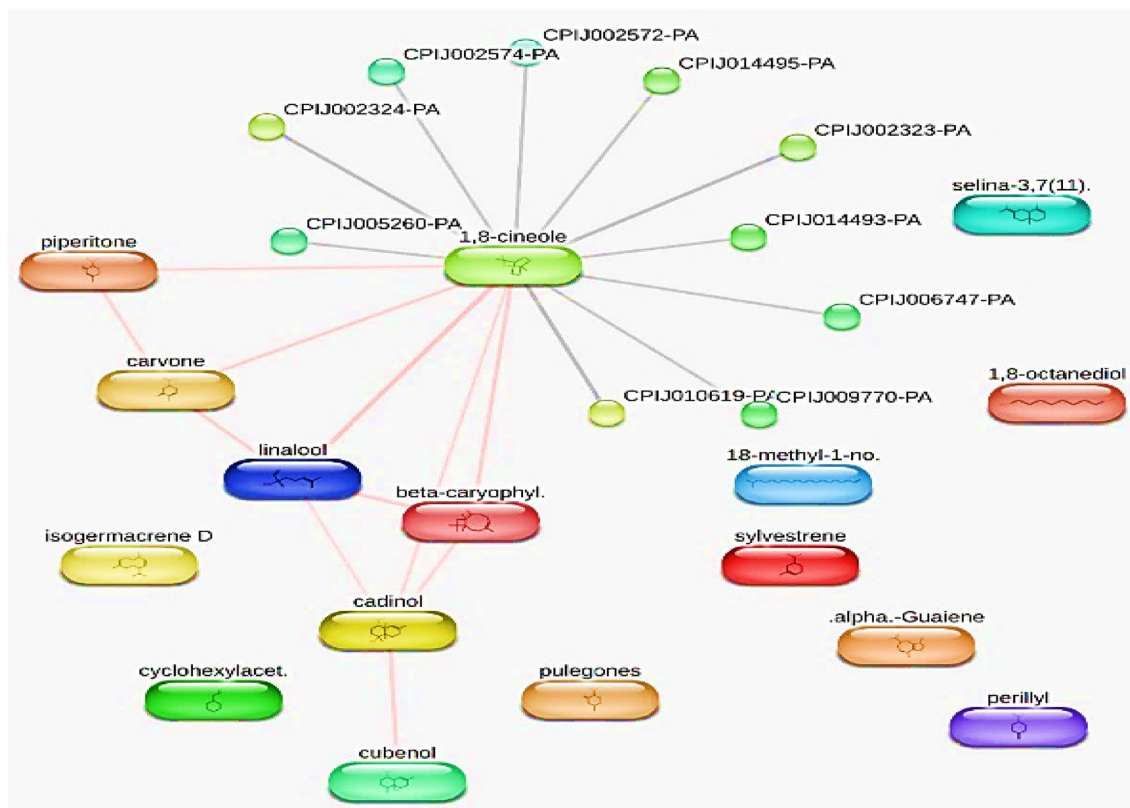 CPIJ002572-PA
CPIJ002574-PA
CPIJ014495-PA
CPIJ002324-PA
CPIJ002323-PA
selina-3,7(11).
CPIJ005260-PA
CPIJ014493-PA
1,8-cineole
piperitone
CPIJ006747-PA
carvone
1,8-octanediol
CPIJ010619-PA
CPIJ009770-PA
linalool
18-methyl-1-no.
beta-caryophyl.
isogermacrene D
sylvestrene
cadinol
.alpha.-Guaiene
cyclohexylacet.
pulegones
perillyl
cubenol